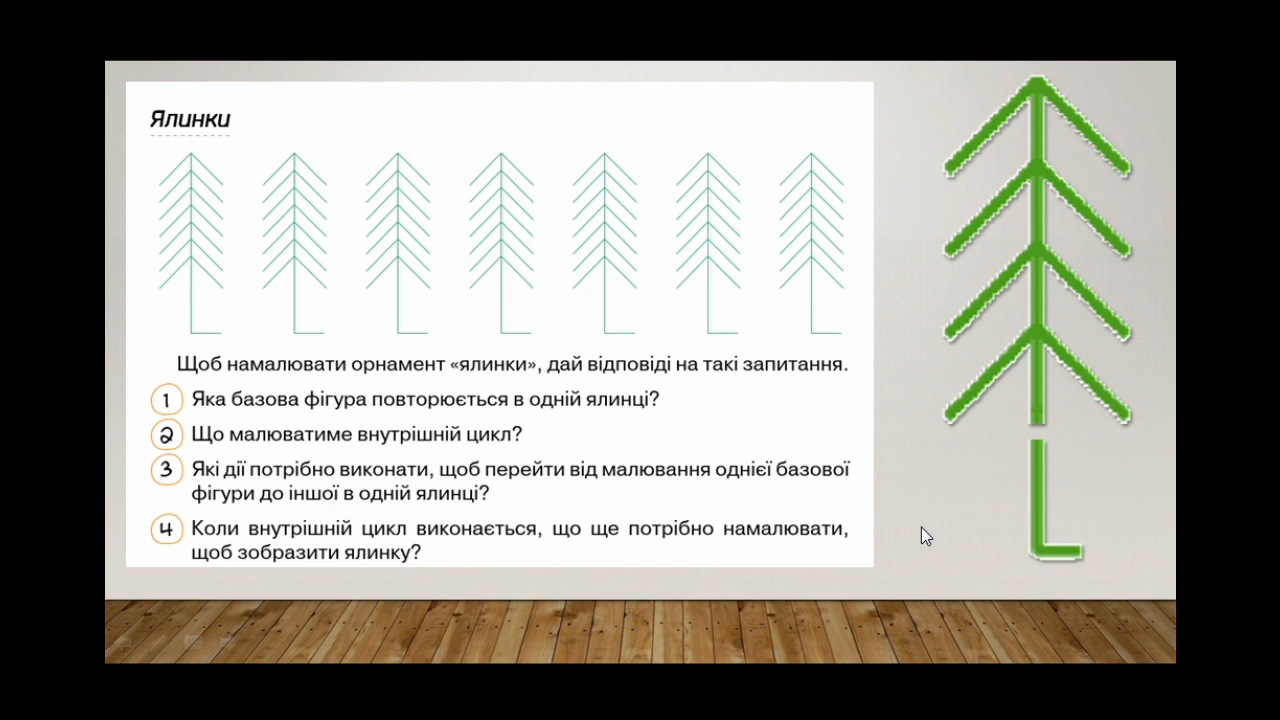 Ялинки
Щоб намалювати орнамент «ялинки», дай відповіді на такі запитання.
1 Яка базова фігура повторюється в одній ялинці?
2 Що малюватиме внутрішній цикл?
3 Які дії потрібно виконати, щоб перейти від малювання однієї базової
фігури до іншої в одній ялинці?
4 Коли внутрішній цикл виконається, що ще потрібно намалювати,
щоб зобразити ялинку?